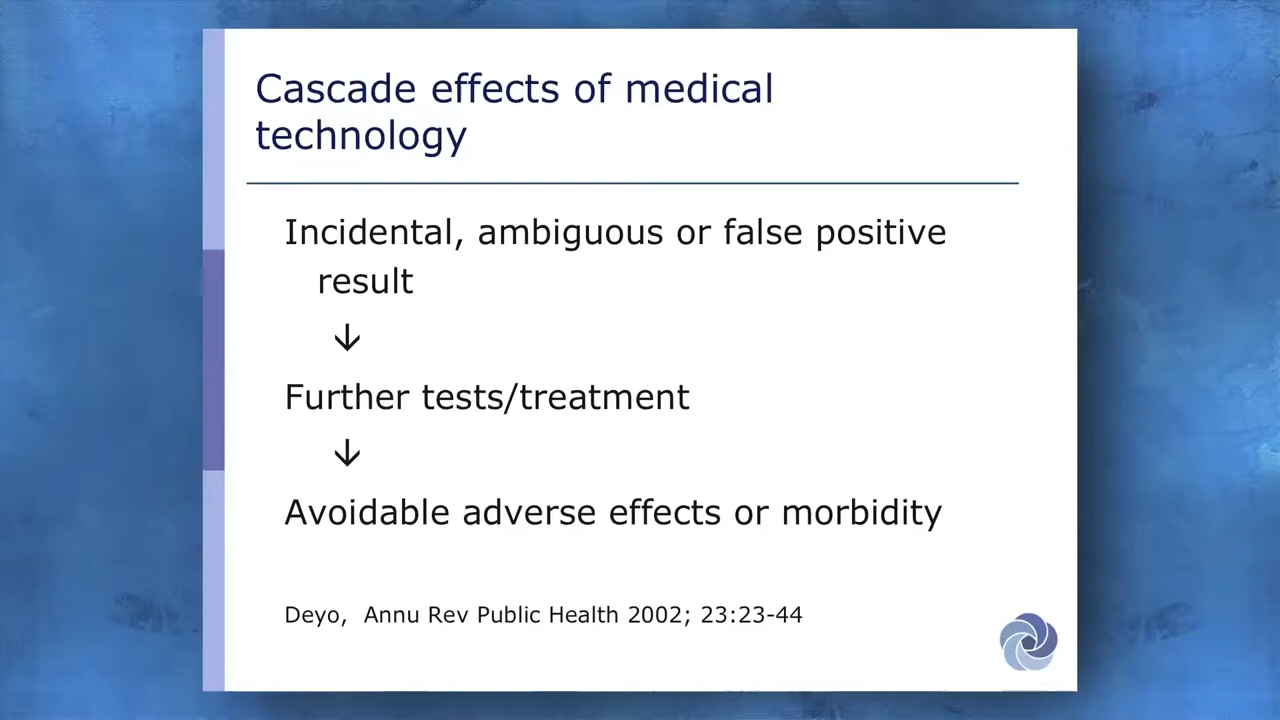 Cascade effects of medical
technology
Incidental, ambiguous or false positive
result
↓
Further tests/treatment
↓
Avoidable adverse effects or morbidity
Deyo,  Annu Rev Public Health 2002; 23:23-44